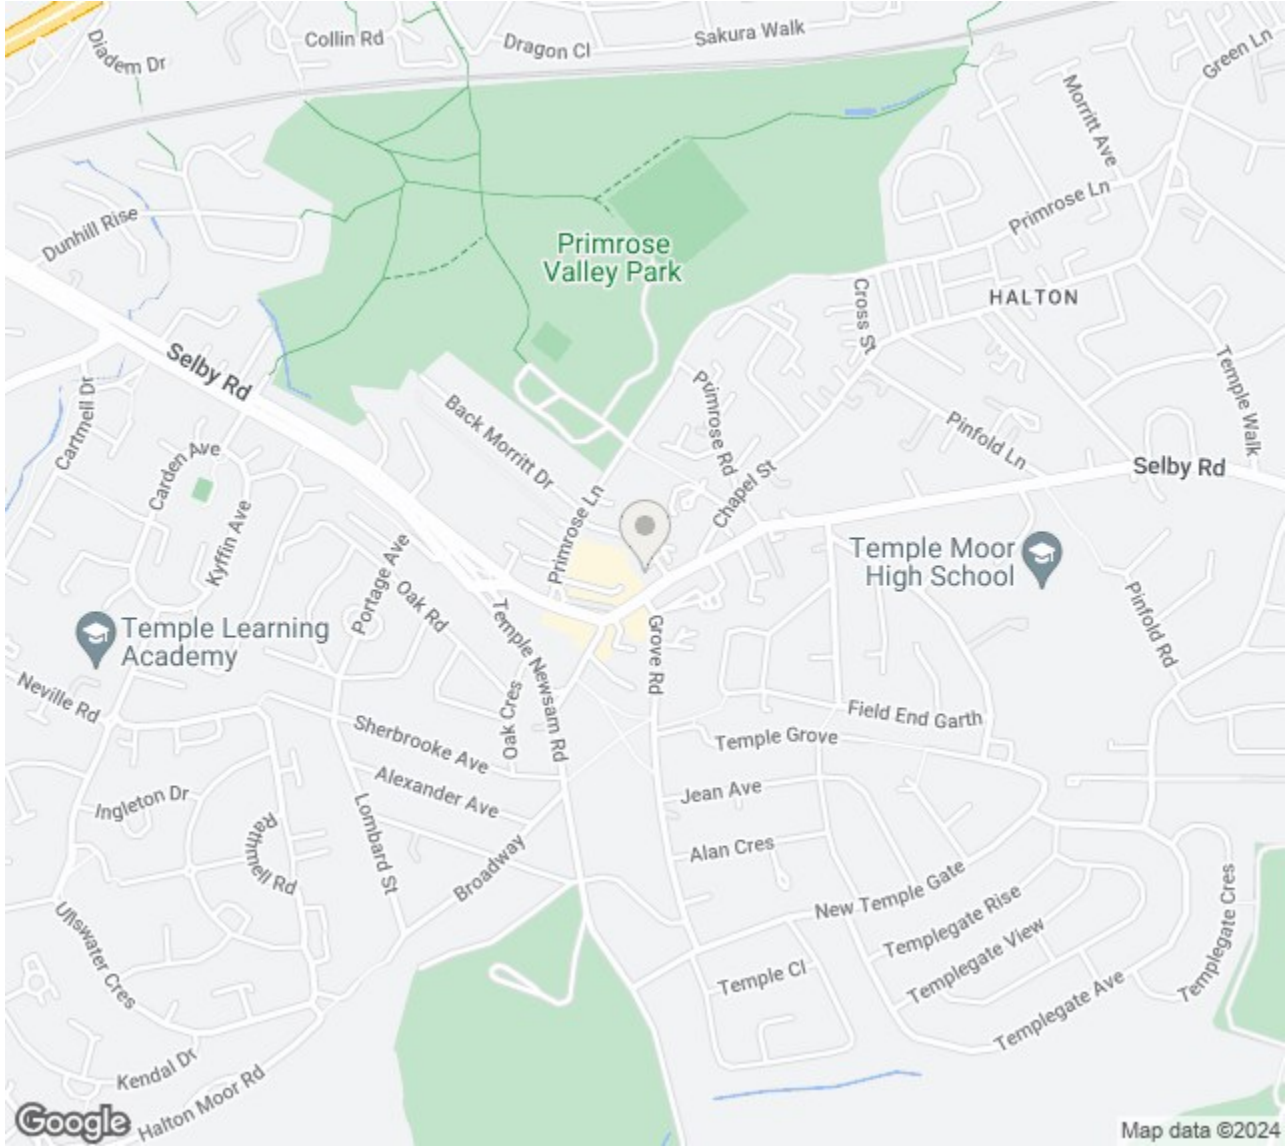 Diadem Dr
Collin Rd
Dragon Cl
Sakura Walk
Green Ln
Morritt Ave
Primrose Ln
Dunhill Rise
Primrose
Valley Park
HALTON
Cross St
Selby Rd
Cartmell Dr
Temple Walk
Primrose Rd
Back Morritt Dr
Pinfold Ln
Carden Ave
Chapel St
Selby Rd
Kyffin Ave
Primrose Ln
Portage Ave
Temple Moor
High School
Oak Rd
Pinfold Rd
Temple Learning
Academy
Temple Newsam Rd
Grove Rd
Neville Rd
Oak Cres
Field End Garth
Sherbrooke Ave
Temple Grove
Alexander Ave
Jean Ave
Ingleton Dr
Lombard St
Rathmell Rd
Alan Cres
Broadway
New Temple Gate
Templegate Rise
Templegate Cres
Templegate View
Ullswater Cres
Temple Cl
Templegate Ave
Kendal Dr
Halton Moor Rd
Google
Map data ©2024